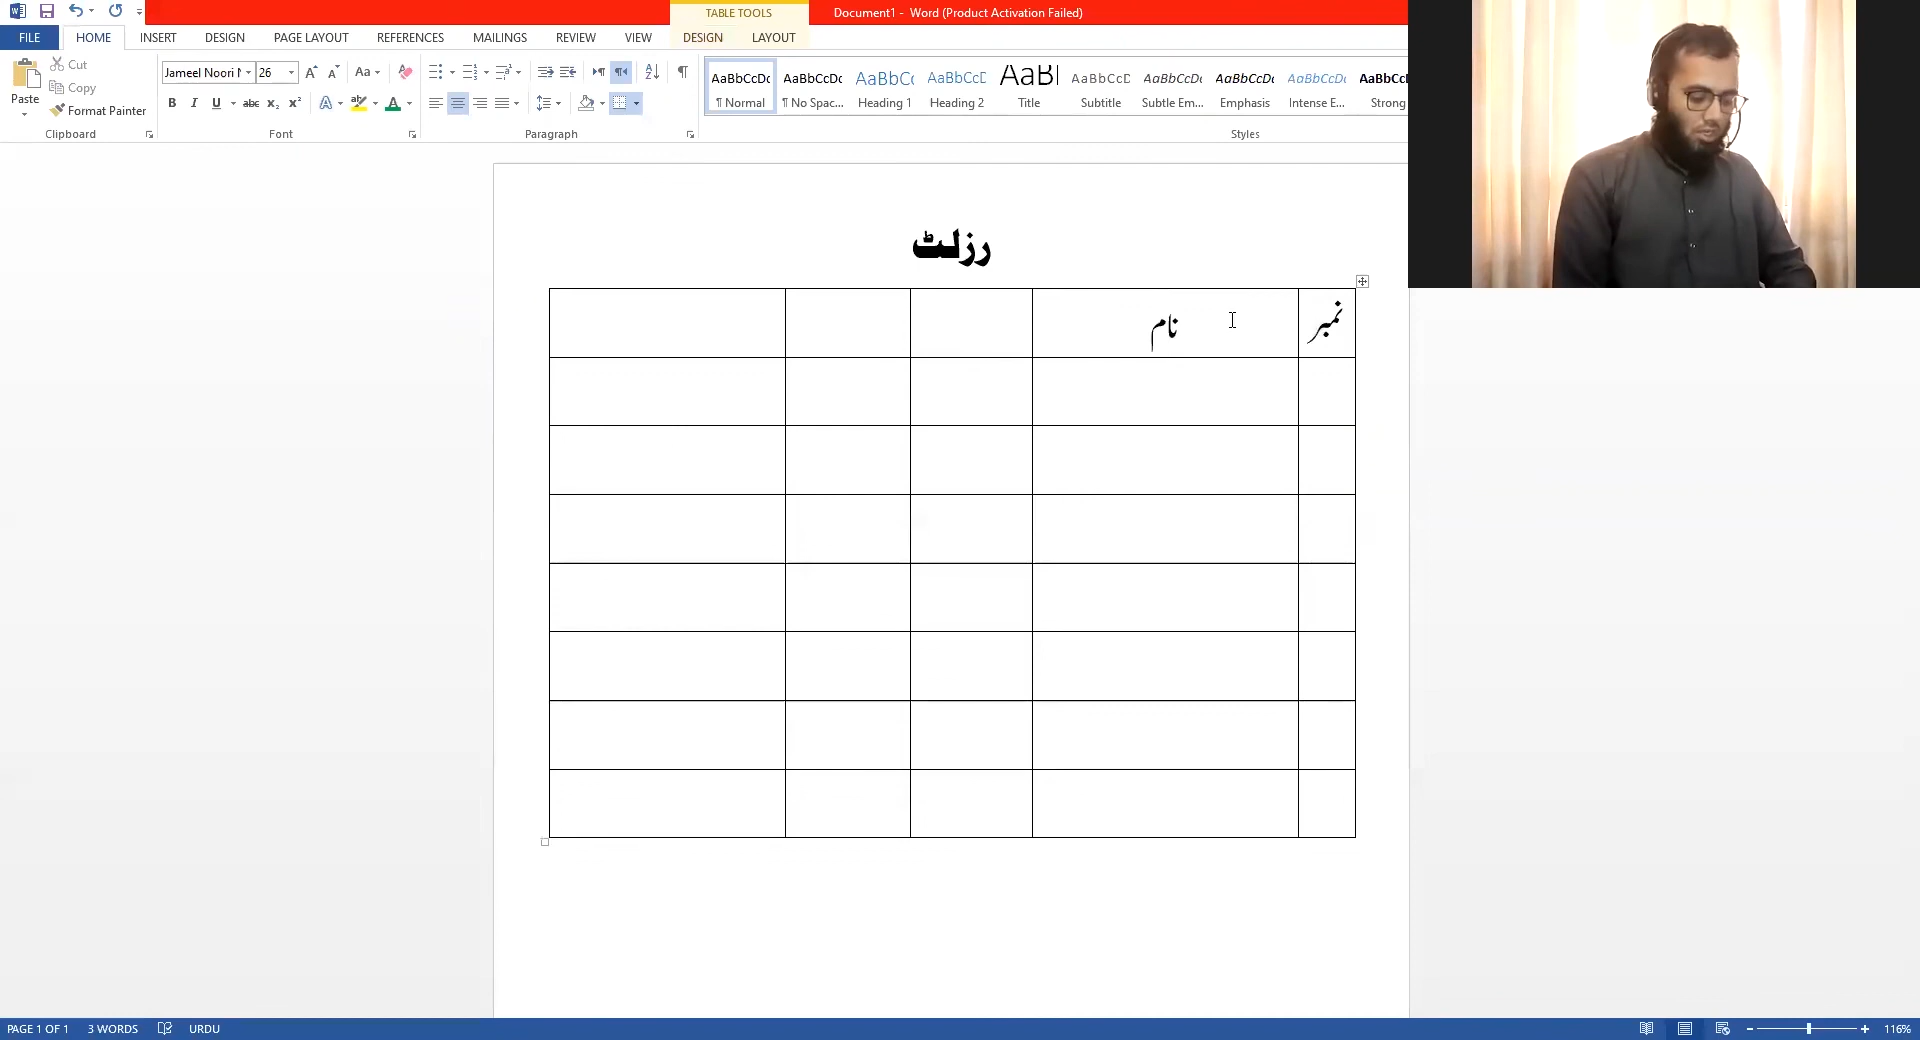 TABLE TOOLS
Document1 - Word (Product Activation Failed)
FILE HOME INSERT DESIGN PAGE LAYOUT REFERENCES MAILINGS REVIEW VIEW DESIGN LAYOUT
Cut
Copy
Format Painter
Paste
Clipboard
Jameel Noori 26
Font
Paragraph
AaBbCcDc AaBbCcDc AaBbCc AaBbCcD AaB AaBbCcD AaBbCcDc AaBbCcDc AaBbCcDc AaBbCcD
¶ Normal ¶ No Spac... Heading 1 Heading 2 Title Subtitle Subtle Em... Emphasis Intense E... Strong
Styles
رزلٹ
نمبر نام
PAGE 1 OF 1 3 WORDS URDU 116%